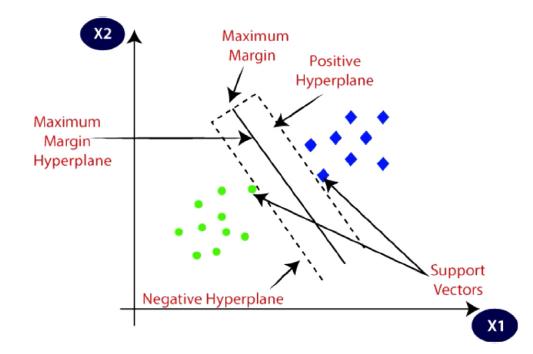 X2
Maximum
Margin
Positive
Hyperplane
Maximum
Margin
Hyperplane
Support
Vectors
Negative Hyperplane
X1